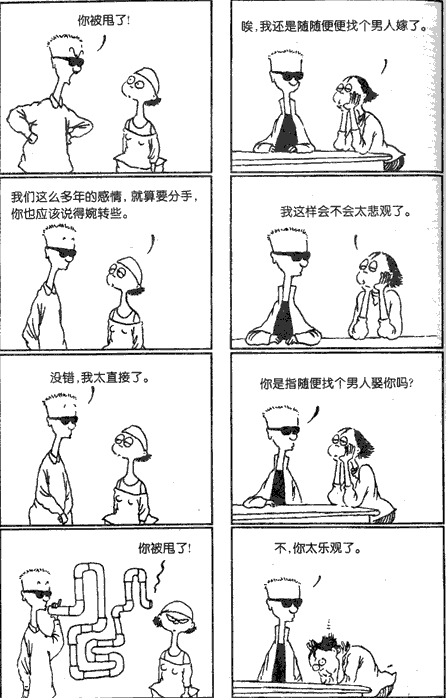 你被甩了!
我们这么多年的感情，就算要分手，
你也应该说得婉转些。
没错，我太直接了。
你被甩了!
唉，我还是随随便便找个男人嫁了。
我这样会不会太悲观了。
你是指随便找个男人娶你吗?
不，你太乐观了。